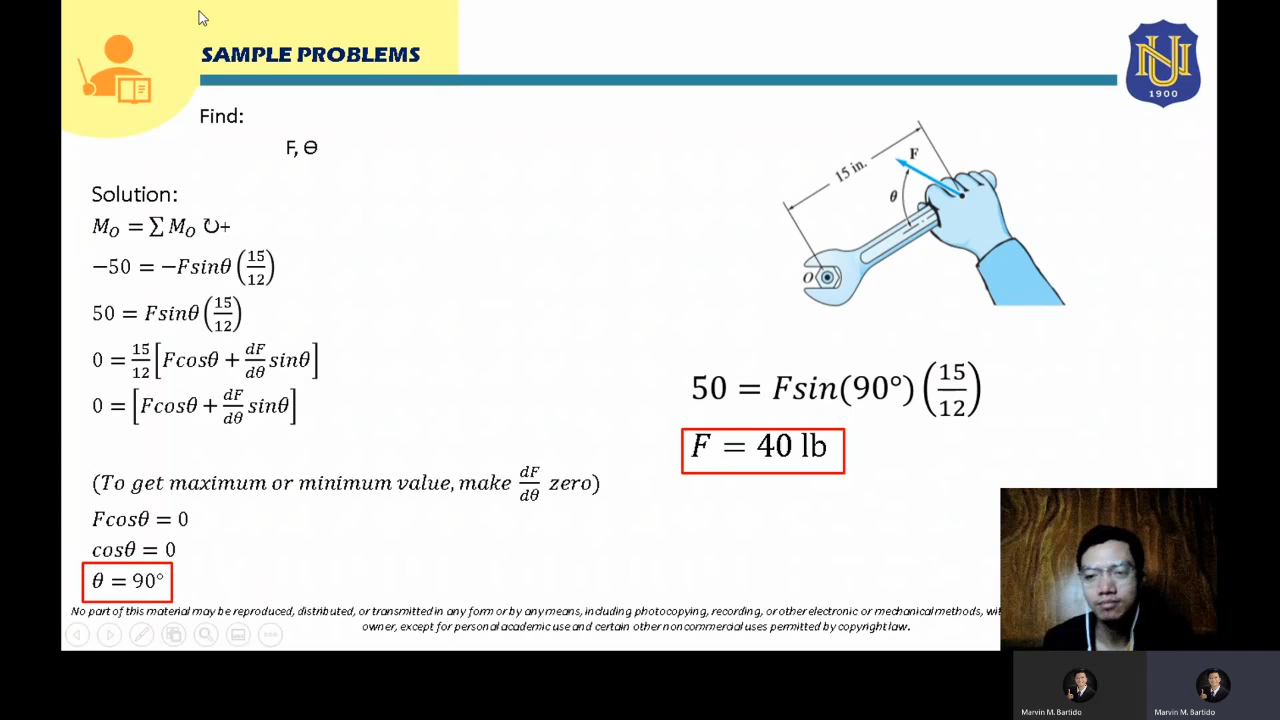 SAMPLE PROBLEMS
NU
1900
Find:
F, Ө
Solution:
M_O = ∑ M_O ↻+
−50 = −Fsinθ (15/12)
50 = Fsinθ (15/12)
0 = 15/12 [Fcosθ + dF/dθ sinθ]
0 = [Fcosθ + dF/dθ sinθ]
(To get maximum or minimum value, make dF/dθ zero)
Fcosθ = 0
cosθ = 0
θ = 90°
15 in.
F
θ
O
50 = Fsin(90°) (15/12)
F = 40 lb
No part of this material may be reproduced, distributed, or transmitted in any form or by any means, including photocopying, recording, or other electronic or mechanical methods,
owner, except for personal academic use and certain other noncommercial uses permitted by copyright law.
Marvin M. Bartido
Marvin M. Bartido